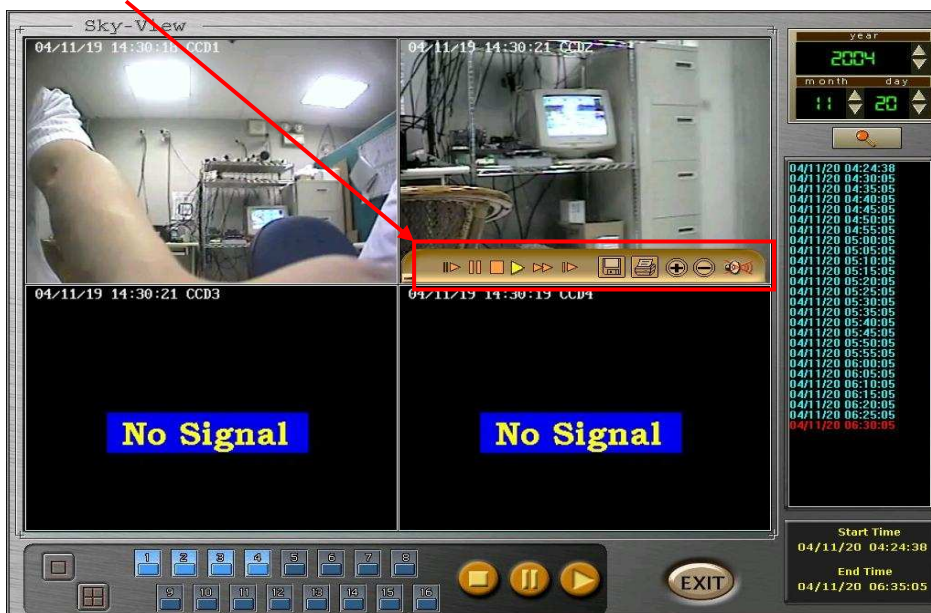 Sky-View
04/11/19 14:30:18 CCD1
04/11/19 14:30:21 CCD2
04/11/19 14:30:21 CCD3
04/11/19 14:30:19 CCD4
No Signal
No Signal
year
2004
month day
11 20
04/11/20 04:24:38
04/11/20 04:30:05
04/11/20 04:35:05
04/11/20 04:40:05
04/11/20 04:45:05
04/11/20 04:50:05
04/11/20 04:55:05
04/11/20 05:00:05
04/11/20 05:05:05
04/11/20 05:10:05
04/11/20 05:15:05
04/11/20 05:20:05
04/11/20 05:25:05
04/11/20 05:30:05
04/11/20 05:35:05
04/11/20 05:40:05
04/11/20 05:45:05
04/11/20 05:50:05
04/11/20 05:55:05
04/11/20 06:00:05
04/11/20 06:05:05
04/11/20 06:10:05
04/11/20 06:15:05
04/11/20 06:20:05
04/11/20 06:25:05
04/11/20 06:30:05
Start Time
04/11/20 04:24:38
End Time
04/11/20 06:35:05
1 2 3 4 5 6 7 8
9 10 11 12 13 14 15 16
EXIT